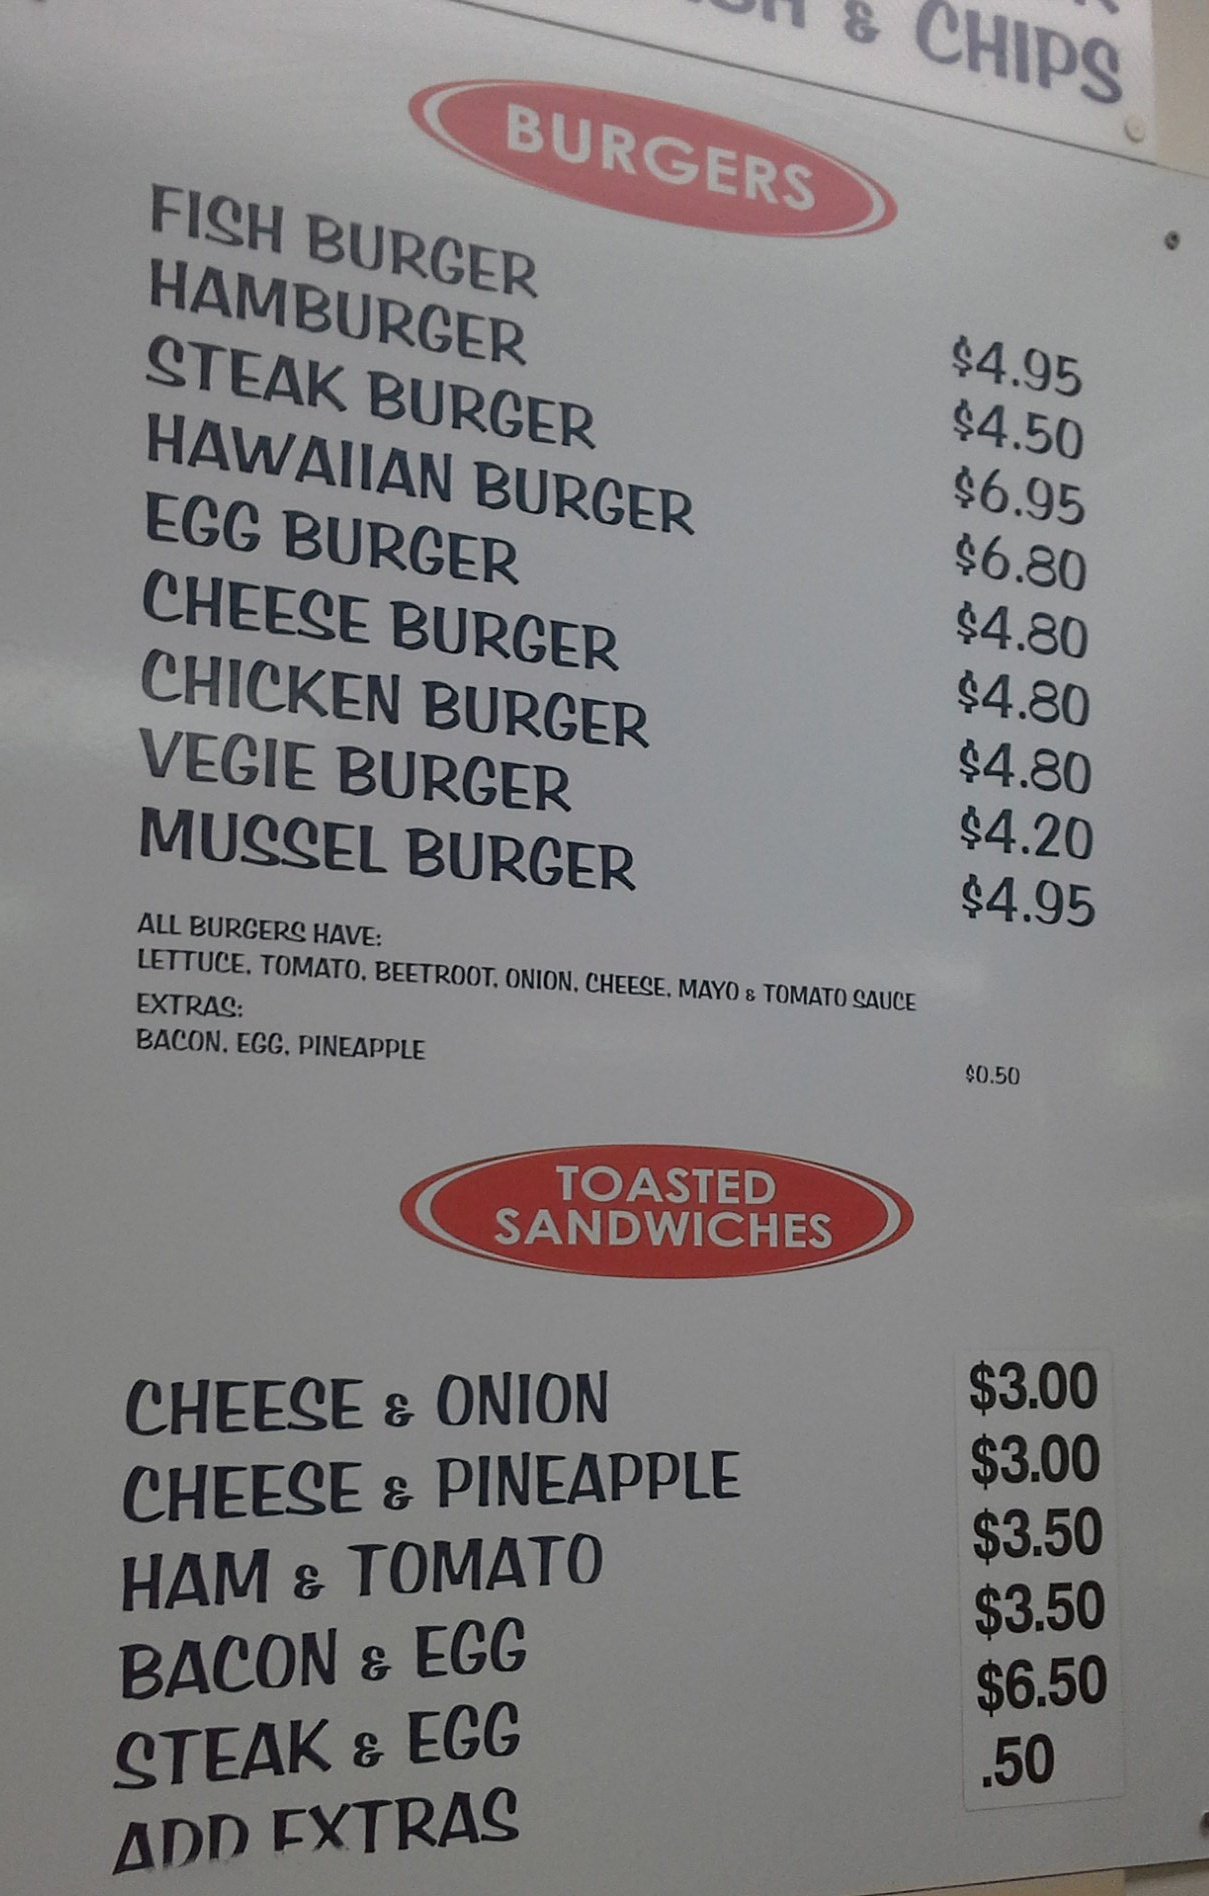 & CHIPS
BURGERS
FISH BURGER $4.95
HAMBURGER $4.50
STEAK BURGER $6.95
HAWAIIAN BURGER $6.80
EGG BURGER $4.80
CHEESE BURGER $4.80
CHICKEN BURGER $4.80
VEGIE BURGER $4.20
MUSSEL BURGER $4.95
ALL BURGERS HAVE:
LETTUCE, TOMATO, BEETROOT, ONION, CHEESE, MAYO & TOMATO SAUCE
EXTRAS:
BACON, EGG, PINEAPPLE $0.50
TOASTED
SANDWICHES
CHEESE & ONION $3.00
CHEESE & PINEAPPLE $3.00
HAM & TOMATO $3.50
BACON & EGG $3.50
STEAK & EGG $6.50
ADD EXTRAS .50